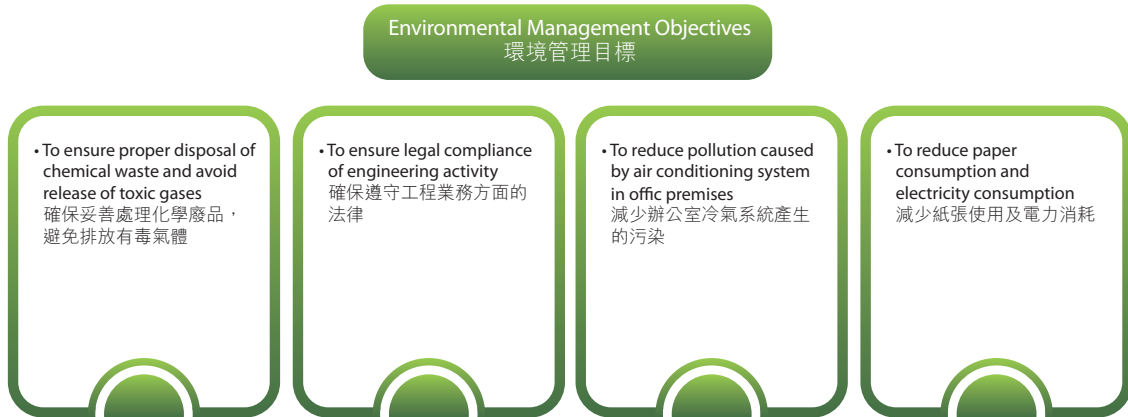 Environmental Management Objectives
環境管理目標
• To ensure proper disposal of
chemical waste and avoid
release of toxic gases
確保妥善處理化學廢品，
避免排放有毒氣體
• To ensure legal compliance
of engineering activity
確保遵守工程業務方面的
法律
• To reduce pollution caused
by air conditioning system
in offic premises
減少辦公室冷氣系統產生
的污染
• To reduce paper
consumption and
electricity consumption
減少紙張使用及電力消耗